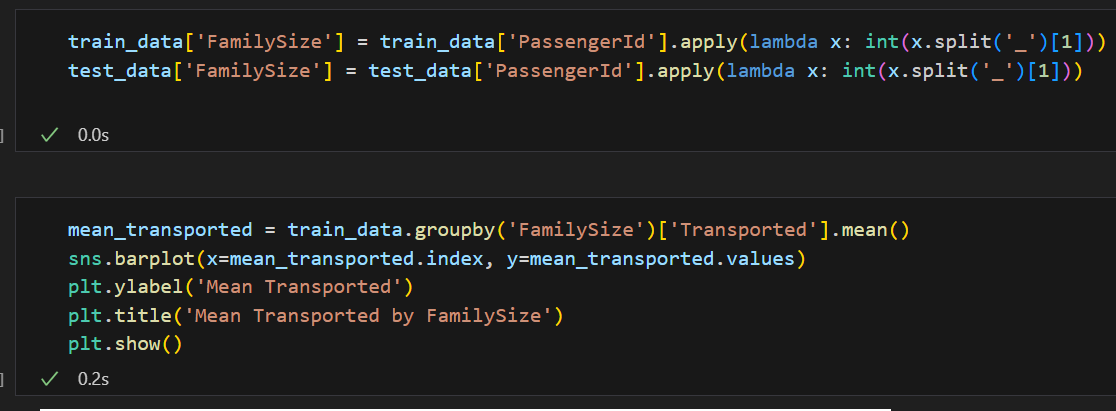 train_data['FamilySize'] = train_data['PassengerId'].apply(lambda x: int(x.split('_')[1]))
test_data['FamilySize'] = test_data['PassengerId'].apply(lambda x: int(x.split('_')[1]))
]
✓ 0.0s
mean_transported = train_data.groupby('FamilySize')['Transported'].mean()
sns.barplot(x=mean_transported.index, y=mean_transported.values)
plt.ylabel('Mean Transported')
plt.title('Mean Transported by FamilySize')
plt.show()
]
✓ 0.2s